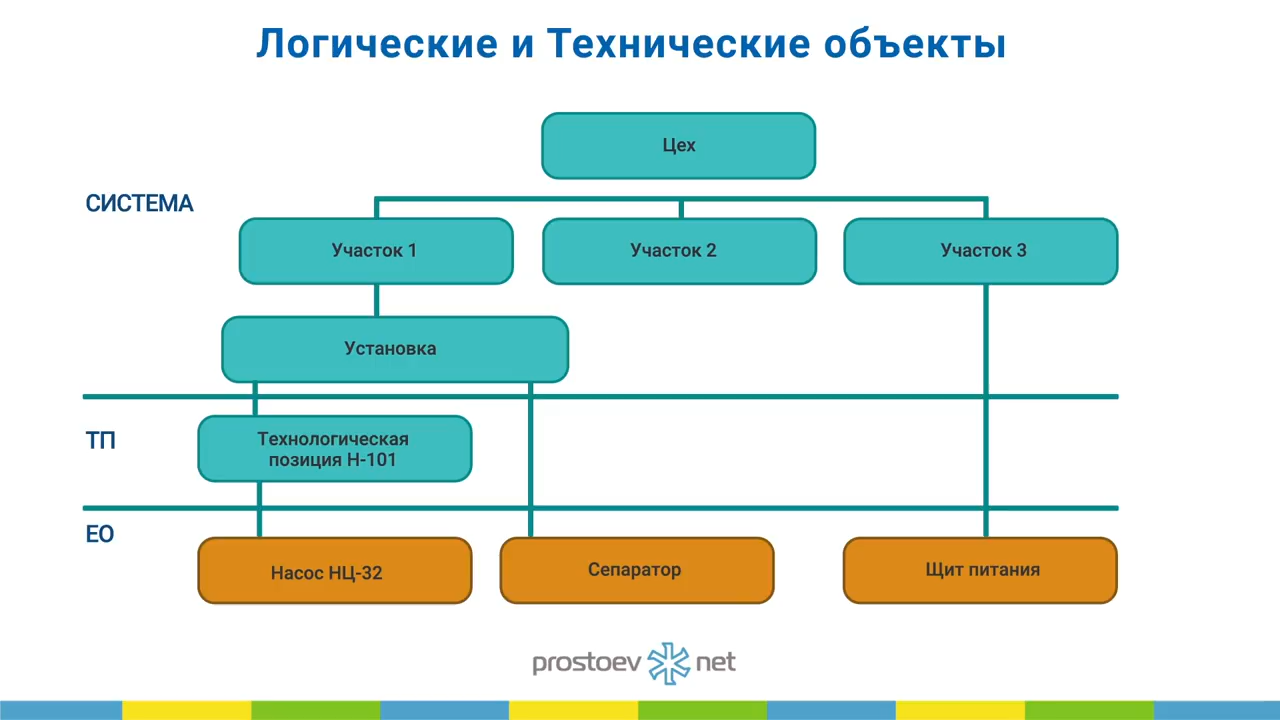 Логические и Технические объекты
Цех
СИСТЕМА
Участок 1
Участок 2
Участок 3
Установка
ТП
Технологическая
позиция Н-101
ЕО
Насос НЦ-32
Сепаратор
Щит питания
prostoev net